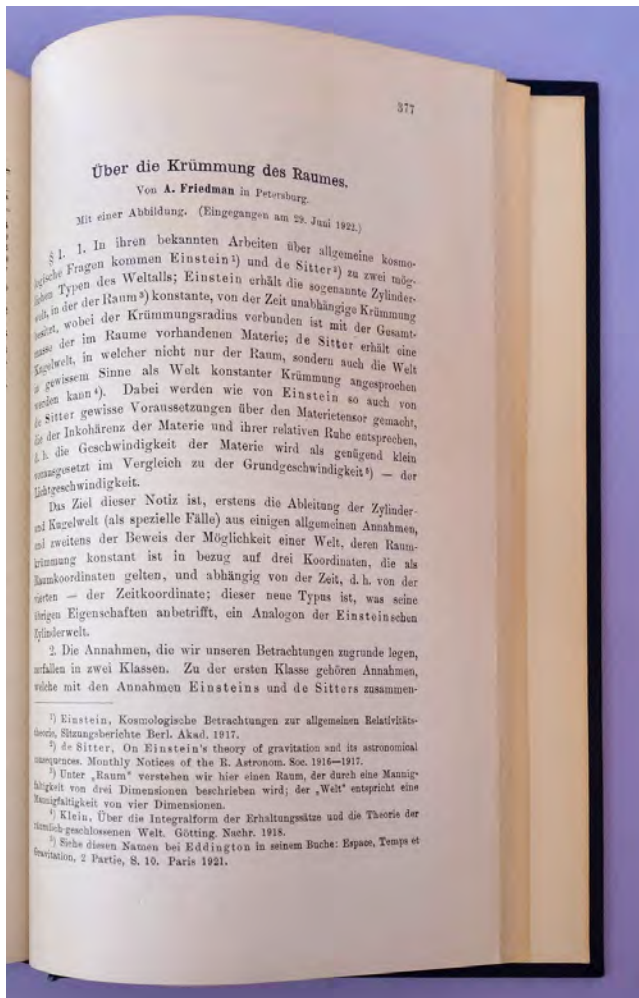 377
Über die Krümmung des Raumes.
Von A. Friedman in Petersburg.
Mit einer Abbildung. (Eingegangen am 29. Juni 1922.)
§ 1. 1. In ihren bekannten Arbeiten über allgemeine kosmo-
logische Fragen kommen Einstein¹) und de Sitter²) zu zwei mög-
lichen Typen des Weltalls; Einstein erhält die sogenannte Zylinder-
welt, in der der Raum³) konstante, von der Zeit unabhängige Krümmung
besitzt, wobei der Krümmungsradius verbunden ist mit der Gesamt-
masse der im Raume vorhandenen Materie; de Sitter erhält eine
Kugelwelt, in welcher nicht nur der Raum, sondern auch die Welt
in gewissem Sinne als Welt konstanter Krümmung angesprochen
werden kann⁴). Dabei werden wie von Einstein so auch von
de Sitter gewisse Voraussetzungen über den Materietensor gemacht,
die der Inkohärenz der Materie und ihrer relativen Ruhe entsprechen,
d. h. die Geschwindigkeit der Materie wird als genügend klein
vorausgesetzt im Vergleich zu der Grundgeschwindigkeit⁵) — der
Lichtgeschwindigkeit.
Das Ziel dieser Notiz ist, erstens die Ableitung der Zylinder-
und Kugelwelt (als spezielle Fälle) aus einigen allgemeinen Annahmen,
und zweitens der Beweis der Möglichkeit einer Welt, deren Raum-
krümmung konstant ist in bezug auf drei Koordinaten, die als
Raumkoordinaten gelten, und abhängig von der Zeit, d. h. von der
vierten — der Zeitkoordinate; dieser neue Typus ist, was seine
übrigen Eigenschaften anbetrifft, ein Analogon der Einsteinschen
Zylinderwelt.
2. Die Annahmen, die wir unseren Betrachtungen zugrunde legen,
zerfallen in zwei Klassen. Zu der ersten Klasse gehören Annahmen,
welche mit den Annahmen Einsteins und de Sitters zusammen-
¹) Einstein, Kosmologische Betrachtungen zur allgemeinen Relativitäts-
theorie, Sitzungsberichte Berl. Akad. 1917.
²) de Sitter, On Einstein's theory of gravitation and its astronomical
consequences. Monthly Notices of the R. Astronom. Soc. 1916—1917.
³) Unter „Raum" verstehen wir hier einen Raum, der durch eine Mannig-
faltigkeit von drei Dimensionen beschrieben wird; der „Welt" entspricht eine
Mannigfaltigkeit von vier Dimensionen.
⁴) Klein, Über die Integralform der Erhaltungssätze und die Theorie der
räumlich-geschlossenen Welt. Götting. Nachr. 1918.
⁵) Siehe diesen Namen bei Eddington in seinem Buche: Espace, Temps et
Gravitation, 2 Partie, S. 10. Paris 1921.